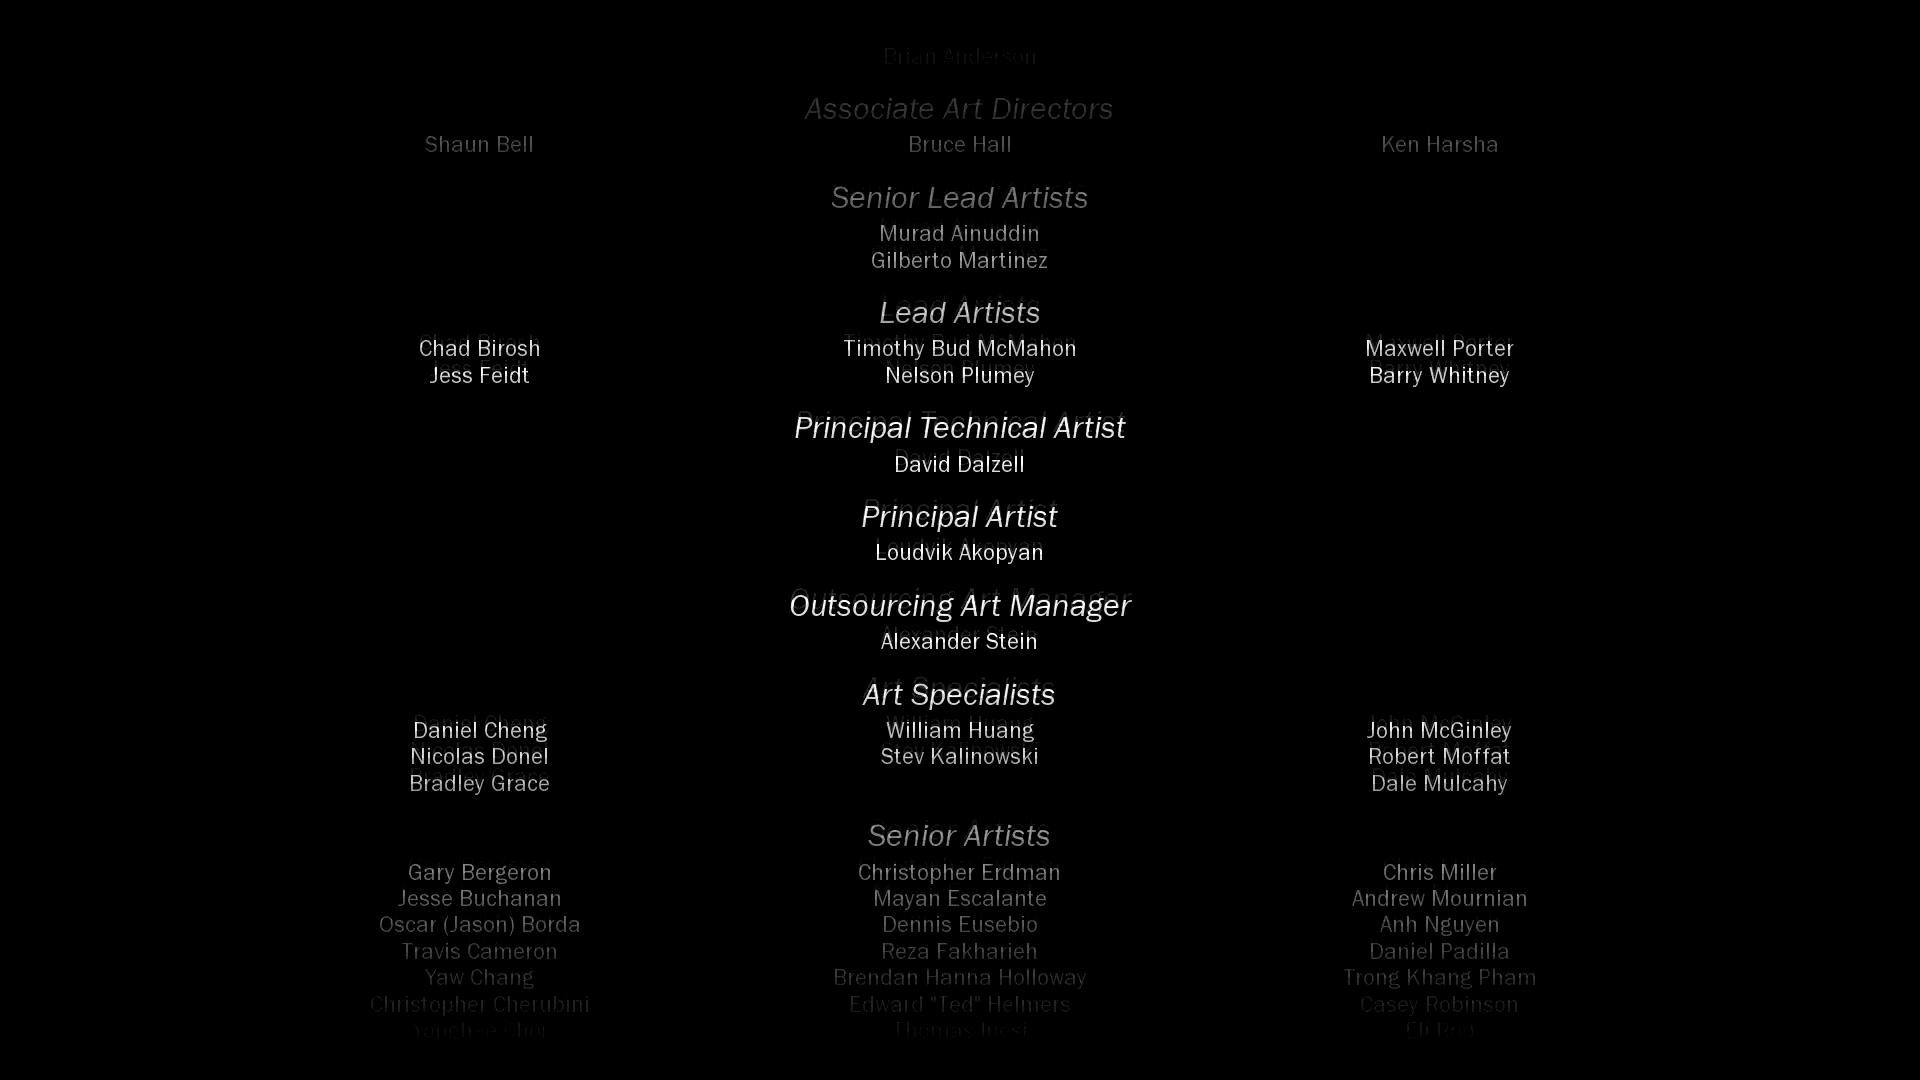 Brian Anderson
Associate Art Directors
Shaun Bell Bruce Hall Ken Harsha
Senior Lead Artists
Murad Ainuddin
Gilberto Martinez
Lead Artists
Chad Birosh Timothy Bud McMahon Maxwell Porter
Jess Feidt Nelson Plumey Barry Whitney
Principal Technical Artist
David Dalzell
Principal Artist
Loudvik Akopyan
Outsourcing Art Manager
Alexander Stein
Art Specialists
Daniel Cheng William Huang John McGinley
Nicolas Donel Stev Kalinowski Robert Moffat
Bradley Grace Dale Mulcahy
Senior Artists
Gary Bergeron Christopher Erdman Chris Miller
Jesse Buchanan Mayan Escalante Andrew Mournian
Oscar (Jason) Borda Dennis Eusebio Anh Nguyen
Travis Cameron Reza Fakharieh Daniel Padilla
Yaw Chang Brendan Hanna Holloway Trong Khang Pham
Christopher Cherubini Edward "Ted" Helmers Casey Robinson
Thomas